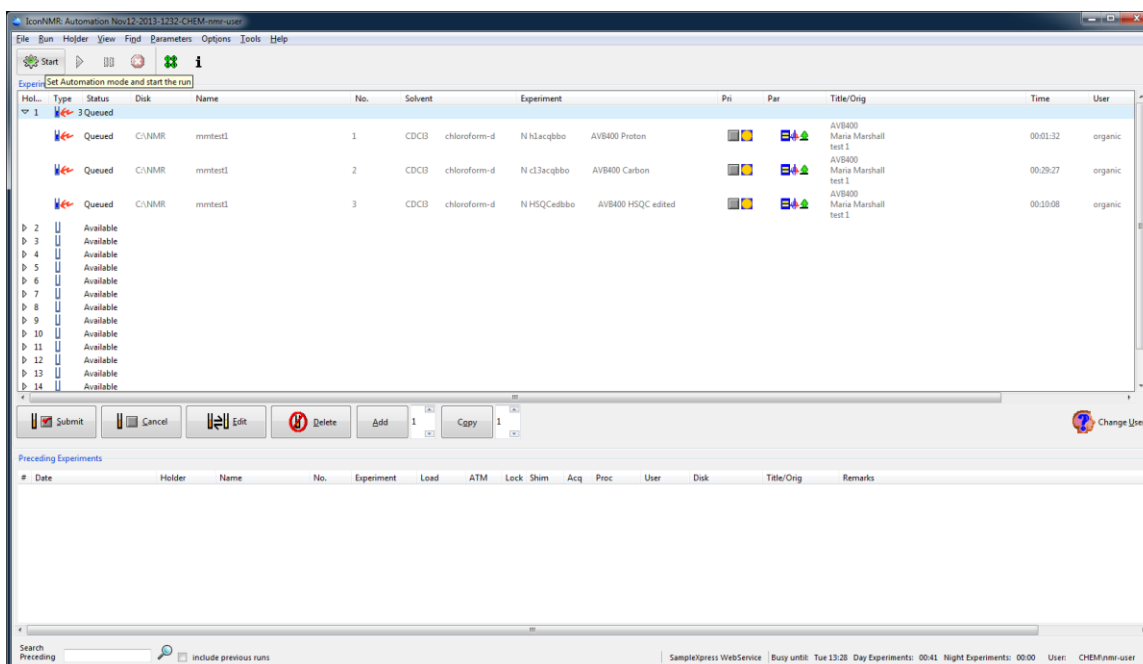 IconNMR: Automation Nov12-2013-1232-CHEM-nmr-user
File Run Holder View Find Parameters Options Tools Help
Start
Set Automation mode and start the run
Experim
Hol... Type Status Disk Name No. Solvent Experiment Pri Par Title/Orig Time User
1 3 Queued
Queued C:\NMR mmtest1 1 CDCl3 chloroform-d N h1acqbbo AVB400 Proton AVB400 00:01:32 organic
Maria Marshall
test 1
Queued C:\NMR mmtest1 2 CDCl3 chloroform-d N c13acqbbo AVB400 Carbon AVB400 00:29:27 organic
Maria Marshall
test 1
Queued C:\NMR mmtest1 3 CDCl3 chloroform-d N HSQCedbbo AVB400 HSQC edited AVB400 00:10:08 organic
Maria Marshall
test 1
2 Available
3 Available
4 Available
5 Available
6 Available
7 Available
8 Available
9 Available
10 Available
11 Available
12 Available
13 Available
14 Available
Submit Cancel Edit Delete Add 1 Copy 1 Change User
Preceding Experiments
# Date Holder Name No. Experiment Load ATM Lock Shim Acq Proc User Disk Title/Orig Remarks
Search
Preceding include previous runs SampleXpress WebService Busy until: Tue 13:28 Day Experiments: 00:41 Night Experiments: 00:00 User: CHEM\nmr-user